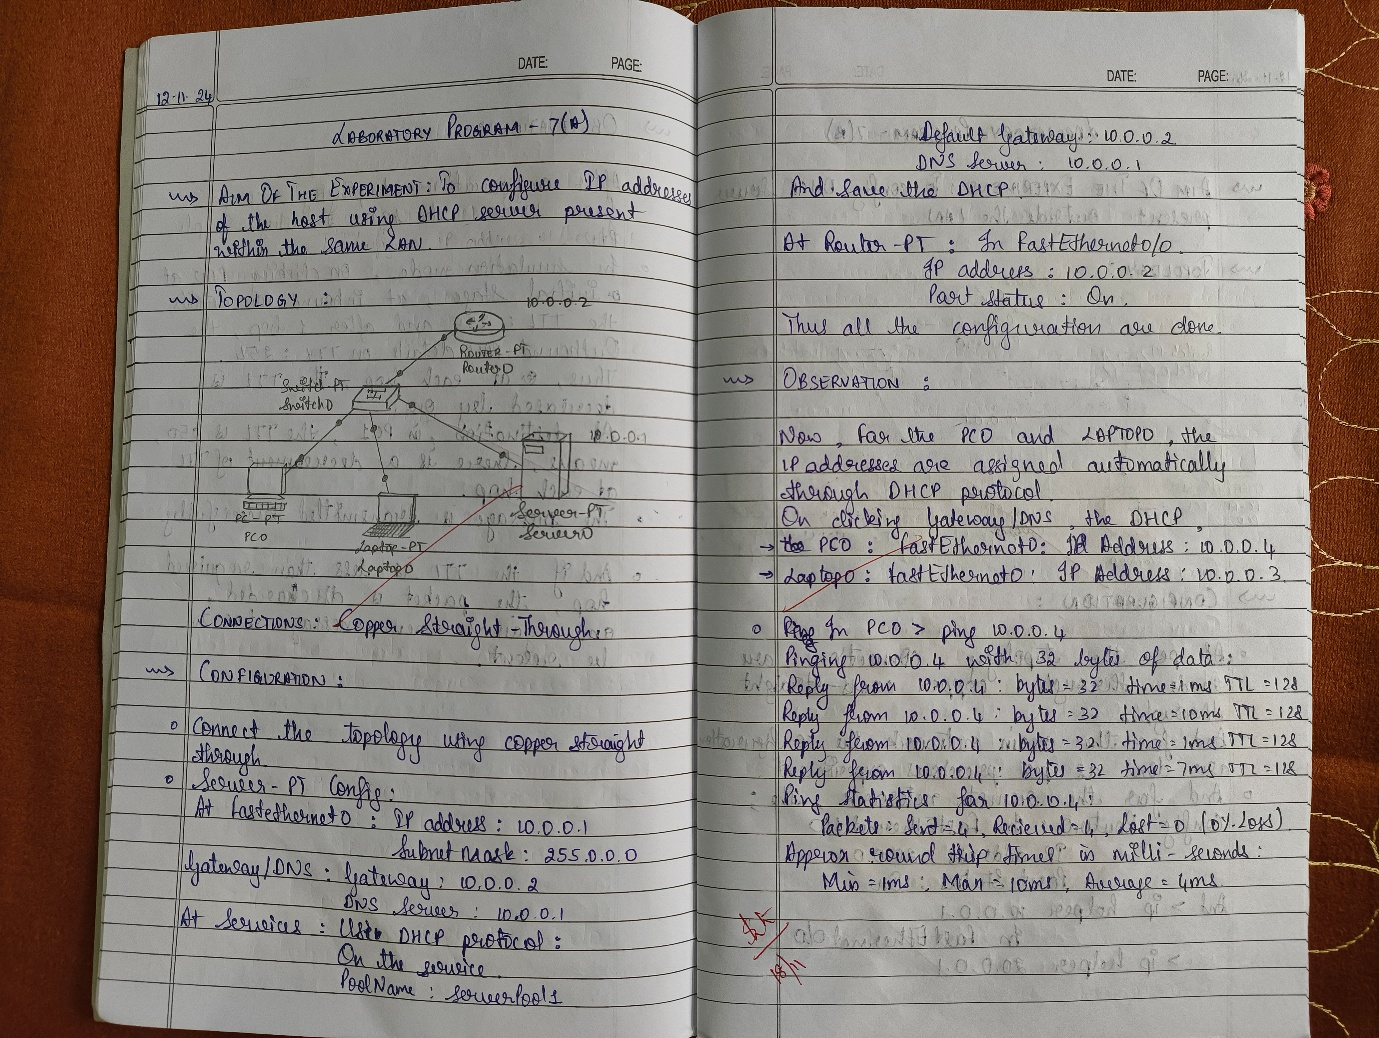 DATE: PAGE:
12-11-24
LABORATORY PROGRAM - 7(A)
AIM OF THE EXPERIMENT: To configure IP addresses
of the host using DHCP server present
within the same LAN.
TOPOLOGY :
10.0.0.2
ROUTER-PT
Router0
Switch-PT
Switch0
10.0.0.1
PC-PT
PC0
Laptop-PT
Laptop0
Server-PT
Server0
CONNECTIONS: Copper Straight-Through.
CONFIGURATION :
Connect the topology using copper straight
through
Server-PT Config:
At fastethernet0 : IP address : 10.0.0.1
Subnet Mask : 255.0.0.0
Gateway/DNS : Gateway : 10.0.0.2
DNS Server : 10.0.0.1
At Services : DHCP protocol :
On the service.
PoolName : serverPool1
DATE: PAGE:
Default Gateway : 10.0.0.2
DNS Server : 10.0.0.1
And Save the DHCP.
At Router-PT : In FastEthernet0/0.
IP address : 10.0.0.2
Port Status : On.
Thus all the configuration are done.
OBSERVATION :
Now, for the PC0 and LAPTOP0, the
IP addresses are assigned automatically
through DHCP protocol.
On clicking Gateway/DNS, the DHCP,
→ the PC0 : fastEthernet0: IP Address : 10.0.0.4
→ Laptop0 : fastEthernet0 : IP Address : 10.0.0.3
In PC0 > ping 10.0.0.4
Pinging 10.0.0.4 with 32 bytes of data :
Reply from 10.0.0.4 : bytes = 32 time=1ms TTL=128
Reply from 10.0.0.4 : bytes = 32 time=10ms TTL=128
Reply from 10.0.0.4 : bytes = 32 time=1ms TTL=128
Reply from 10.0.0.4 : bytes = 32 time=7ms TTL=128
Ping Statistics for 10.0.0.4 :
Packets : Sent=4, Recieved=4, Lost=0 (0% Loss)
Approx round trip times in milli-seconds :
Min = 1ms ; Max = 10ms, Average = 4ms.
18/11